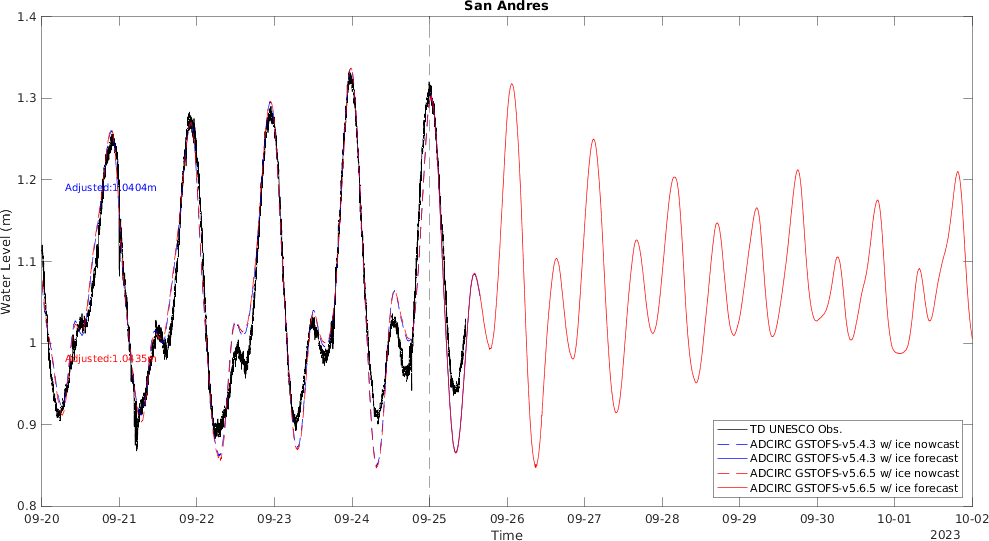 San Andres
Water Level (m)
1.4
1.3
1.2
1.1
1
0.9
0.8
Adjusted:1.0404m
Adjusted:1.0435m
TD UNESCO Obs.
ADCIRC GSTOFS-v5.4.3 w/ ice nowcast
ADCIRC GSTOFS-v5.4.3 w/ ice forecast
ADCIRC GSTOFS-v5.6.5 w/ ice nowcast
ADCIRC GSTOFS-v5.6.5 w/ ice forecast
09-20 09-21 09-22 09-23 09-24 09-25 09-26 09-27 09-28 09-29 09-30 10-01 10-02
Time
2023